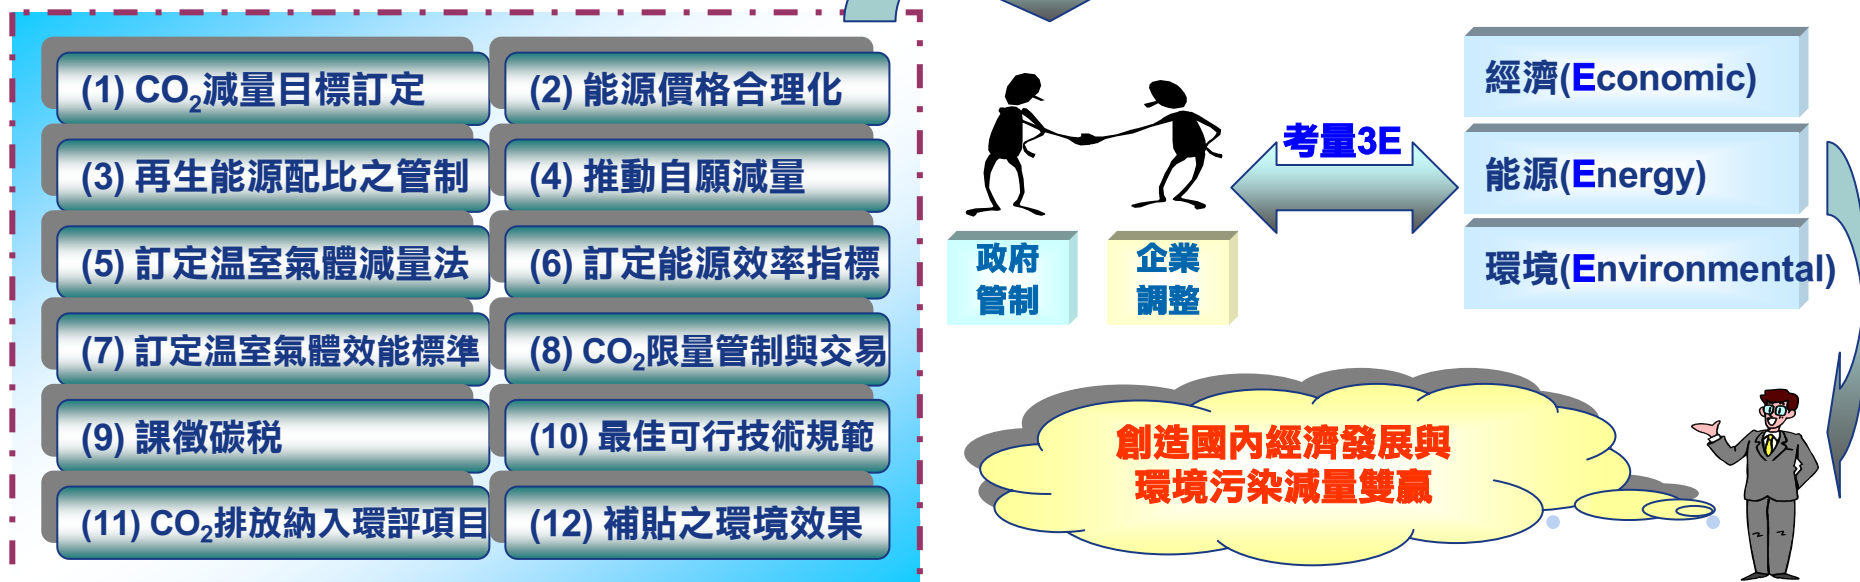 (1) CO2減量目標訂定
(2) 能源價格合理化
(3) 再生能源配比之管制
(4) 推動自願減量
(5) 訂定温室氣體減量法
(6) 訂定能源效率指標
(7) 訂定温室氣體效能標準
(8) CO2限量管制與交易
(9) 課徵碳税
(10) 最佳可行技術規範
(11) CO2排放納入環評項目
(12) 補貼之環境效果
政府
管制
企業
調整
考量3E
經濟(Economic)
能源(Energy)
環境(Environmental)
創造國內經濟發展與
環境污染減量雙贏